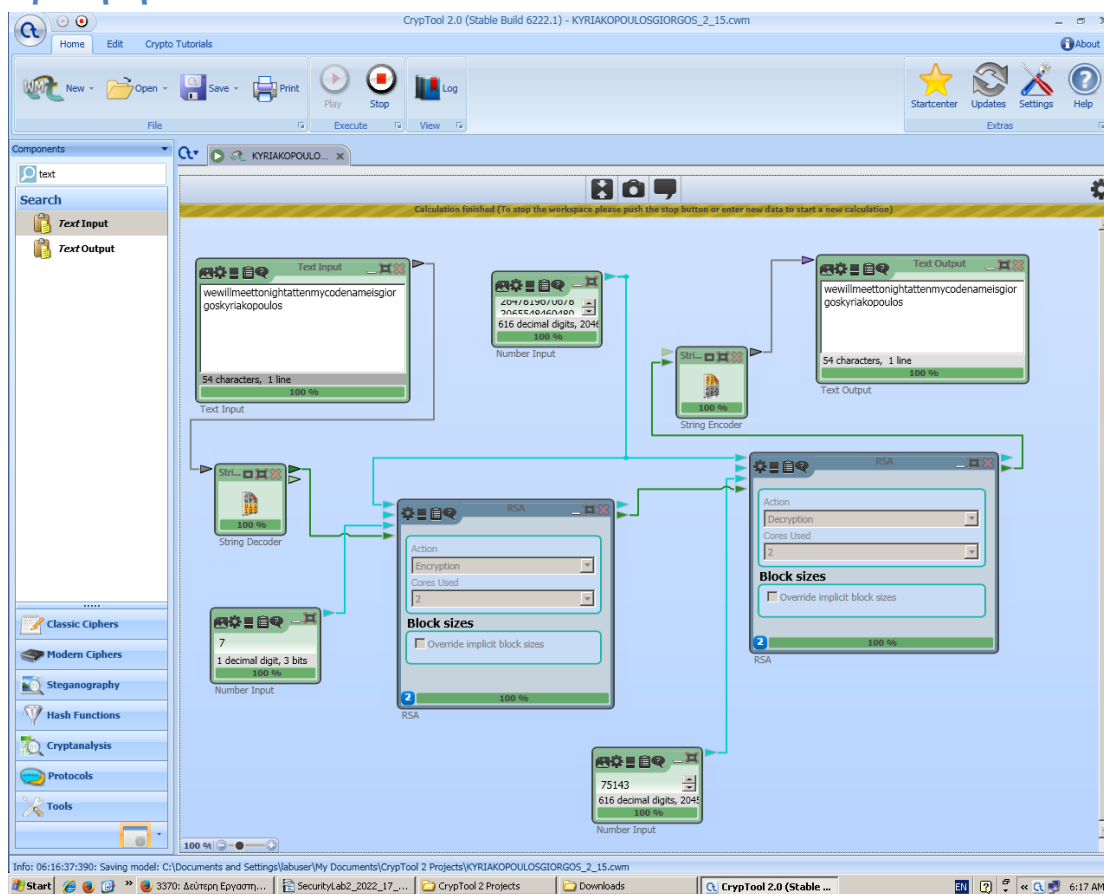 CrypTool 2.0 (Stable Build 6222.1) - KYRIAKOPOULOSGIORGOS_2_15.cwm
Home Edit Crypto Tutorials
About
New Open Save Print
Play Stop
Log
Startcenter Updates Settings Help
File Execute View Extras
Components
KYRIAKOPOULO... x
text
Search
Text Input
Text Output
Calculation finished (To stop the workspace please push the stop button or enter new data to start a new calculation)
Text Input
wewillmeettonightattenmycodenameisgior
goskyriakopoulos
54 characters, 1 line
100 %
Text Input
2647819670678
2065548460480
616 decimal digits, 2046
100 %
Number Input
Text Output
wewillmeettonightattenmycodenameisgior
goskyriakopoulos
54 characters, 1 line
100 %
Text Output
Stri...
100 %
String Encoder
Stri...
100 %
String Decoder
RSA
Action
Encryption
Cores Used
2
Block sizes
Override implicit block sizes
2
100 %
RSA
RSA
Action
Decryption
Cores Used
2
Block sizes
Override implicit block sizes
2
100 %
RSA
7
1 decimal digit, 3 bits
100 %
Number Input
75143
616 decimal digits, 2045
100 %
Number Input
Classic Ciphers
Modern Ciphers
Steganography
Hash Functions
Cryptanalysis
Protocols
Tools
100 %
Info: 06:16:37:390: Saving model: C:\Documents and Settings\labuser\My Documents\CrypTool 2 Projects\KYRIAKOPOULOSGIORGOS_2_15.cwm
Start 3370: Δεύτερη Εργασπ... SecurityLab2_2022_17_... CrypTool 2 Projects Downloads CrypTool 2.0 (Stable ... EN 6:17 AM